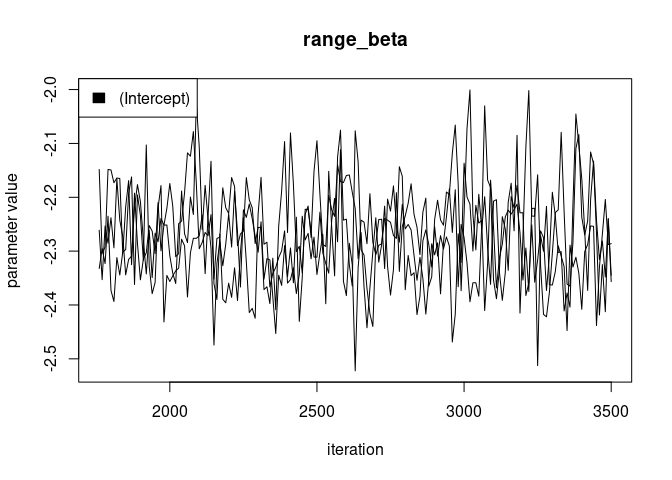 range_beta
(Intercept)
-2.0
-2.1
-2.2
-2.3
-2.4
-2.5
parameter value
2000 2500 3000 3500
iteration